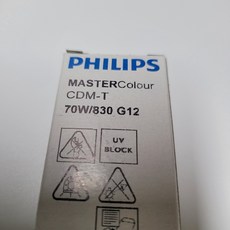 PHILIPS
MASTERColour
CDM-T
70W/830 G12
UV
BLOCK